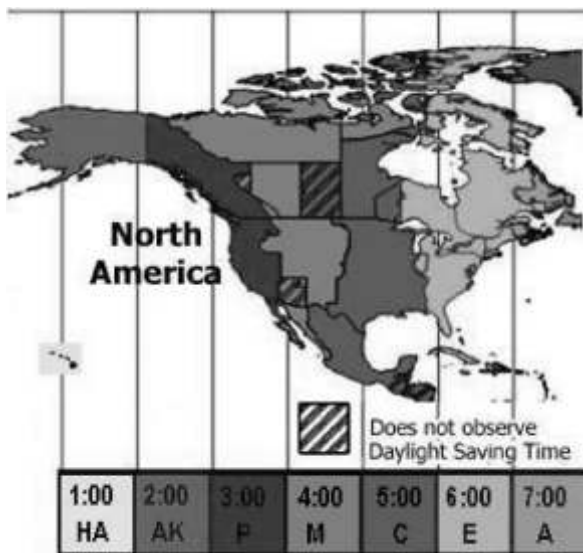 North
America
Does not observe
Daylight Saving Time
1:00 2:00 3:00 4:00 5:00 6:00 7:00
HA AK P M C E A